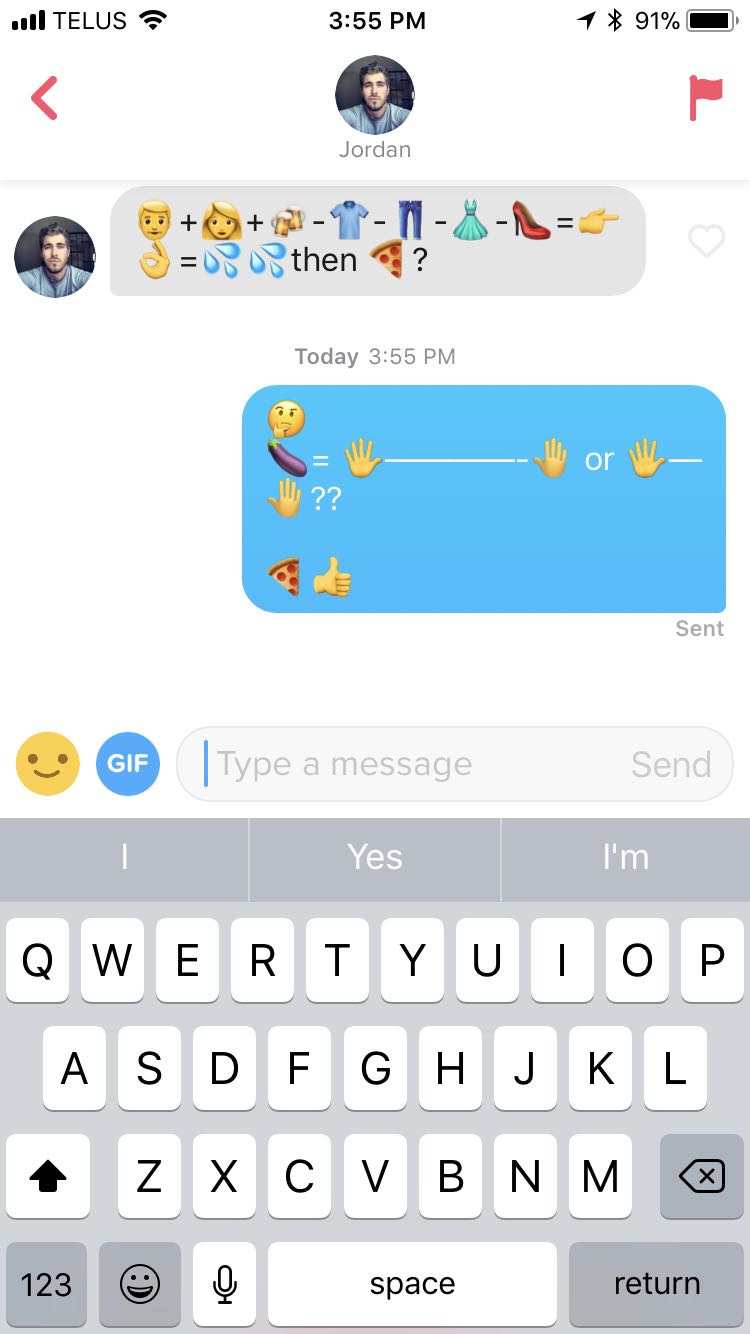 TELUS 3:55 PM 91%
Jordan
👨+👩+🍻-👕-👖-👗-👠=👉
👌=💦💦then 🍕?
Today 3:55 PM
🤔
🍆= 🖐——————-🤚 or 🖐—
🤚??
🍕👍
Sent
GIF Type a message Send
I Yes I'm
Q W E R T Y U I O P
A S D F G H J K L
Z X C V B N M
123 space return